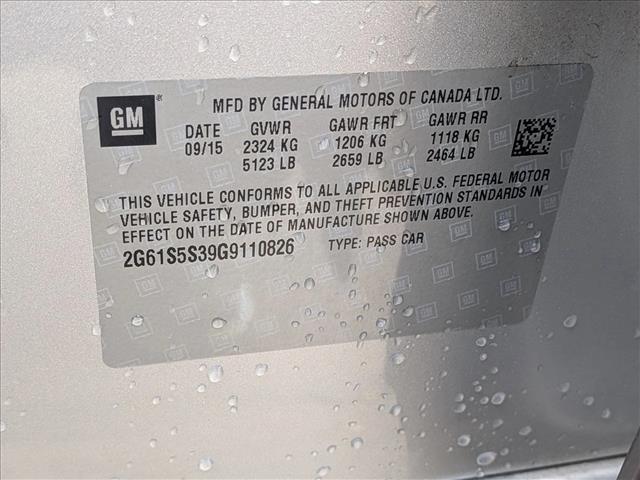 GM
MFD BY GENERAL MOTORS OF CANADA LTD.
DATE GVWR GAWR FRT GAWR RR
09/15 2324 KG 1206 KG 1118 KG
5123 LB 2659 LB 2464 LB
THIS VEHICLE CONFORMS TO ALL APPLICABLE U.S. FEDERAL MOTOR
VEHICLE SAFETY, BUMPER, AND THEFT PREVENTION STANDARDS IN
EFFECT ON THE DATE OF MANUFACTURE SHOWN ABOVE.
2G61S5S39G9110826 TYPE: PASS CAR